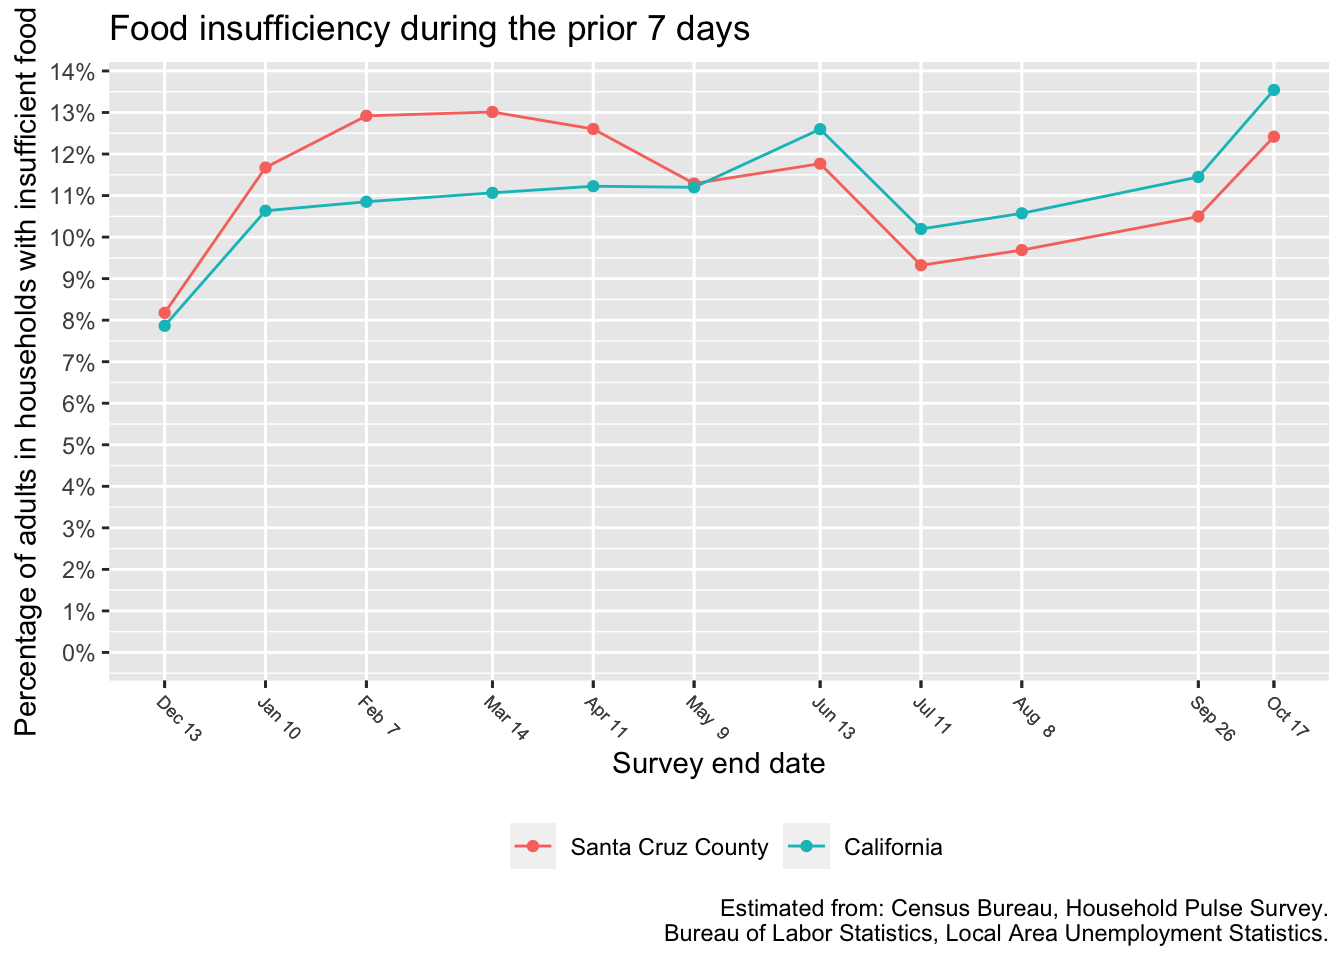 Food insufficiency during the prior 7 days
Percentage of adults in households with insufficient food
14%
13%
12%
11%
10%
9%
8%
7%
6%
5%
4%
3%
2%
1%
0%
Dec 13
Jan 10
Feb 7
Mar 14
Apr 11
May 9
Jun 13
Jul 11
Aug 8
Sep 26
Oct 17
Survey end date
Santa Cruz County
California
Estimated from: Census Bureau, Household Pulse Survey.
Bureau of Labor Statistics, Local Area Unemployment Statistics.